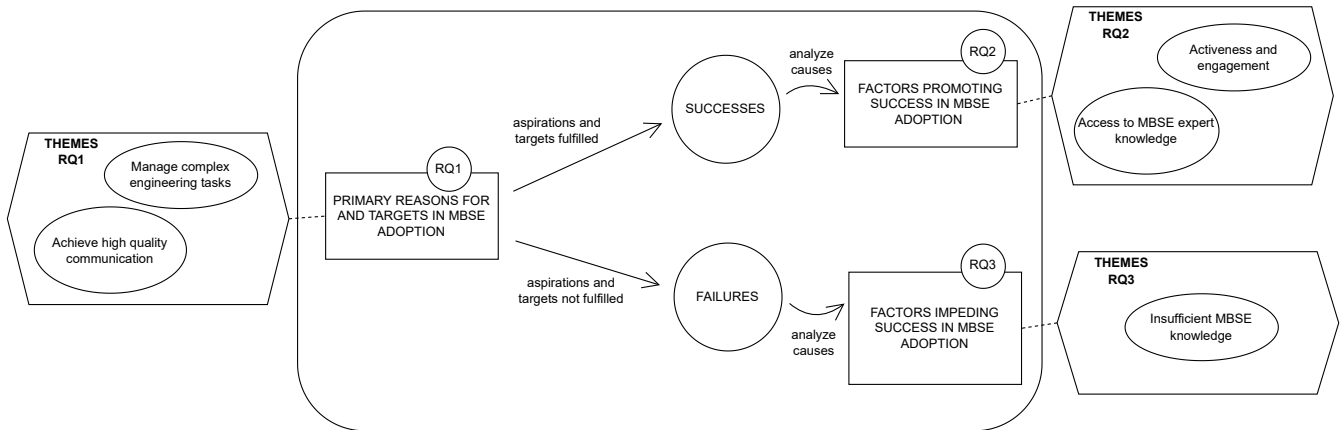 THEMES
RQ1
Manage complex
engineering tasks
Achieve high quality
communication
RQ1
PRIMARY REASONS FOR
AND TARGETS IN MBSE
ADOPTION
aspirations and
targets fulfilled
SUCCESSES
analyze
causes
RQ2
FACTORS PROMOTING
SUCCESS IN MBSE
ADOPTION
THEMES
RQ2
Activeness and
engagement
Access to MBSE expert
knowledge
aspirations and
targets not fulfilled
FAILURES
analyze
causes
RQ3
FACTORS IMPEDING
SUCCESS IN MBSE
ADOPTION
THEMES
RQ3
Insufficient MBSE
knowledge